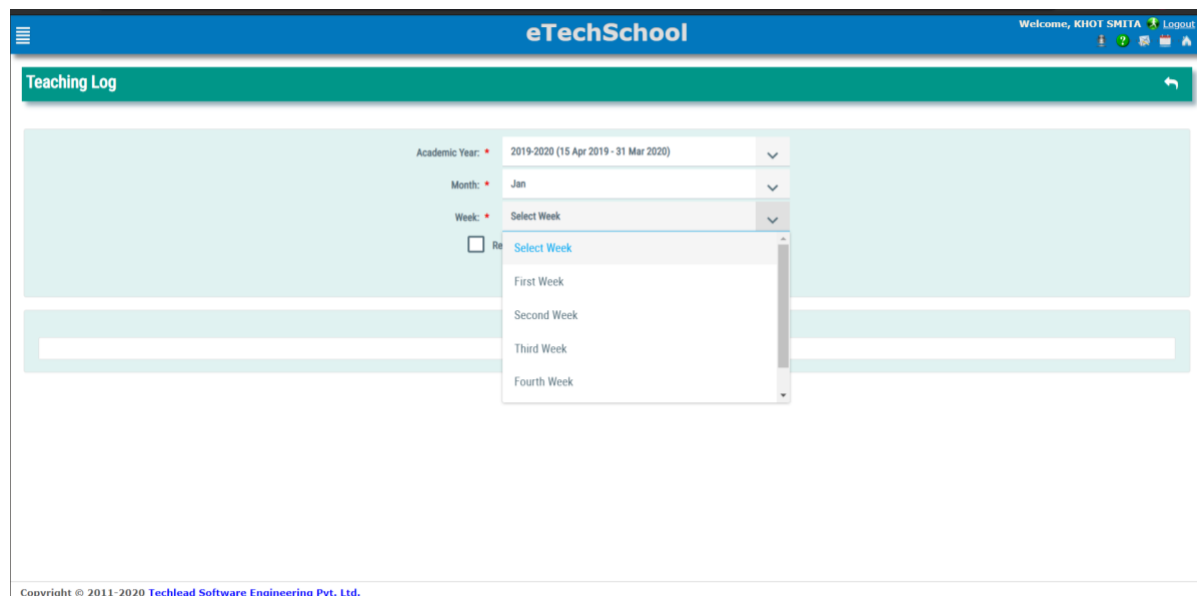 eTechSchool
Welcome, KHOT SMITA Logout
Teaching Log
Academic Year: * 2019-2020 (15 Apr 2019 - 31 Mar 2020)
Month: * Jan
Week: * Select Week
Re
Select Week
First Week
Second Week
Third Week
Fourth Week
Copyright © 2011-2020 Techlead Software Engineering Pvt. Ltd.